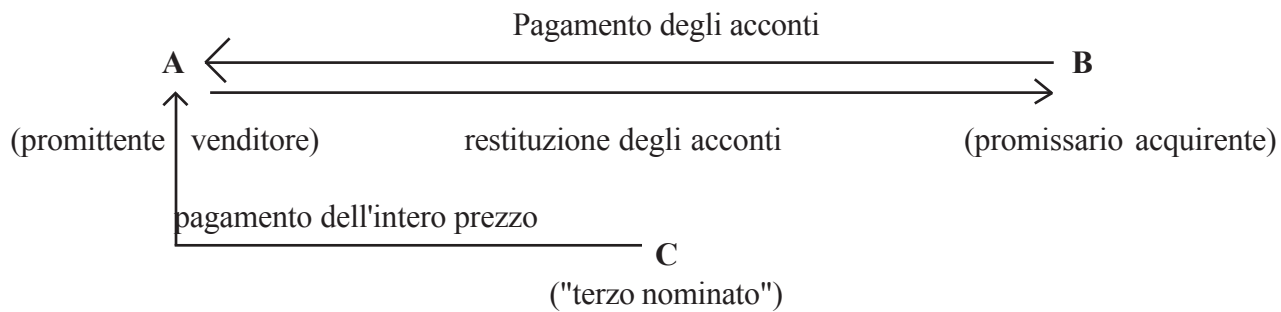 Pagamento degli acconti
A B
(promittente venditore) restituzione degli acconti (promissario acquirente)
pagamento dell'intero prezzo
C
("terzo nominato")